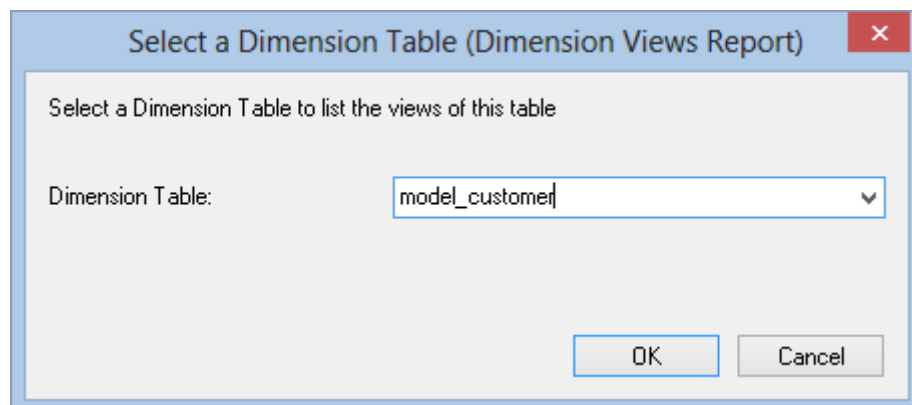 Select a Dimension Table (Dimension Views Report)
Select a Dimension Table to list the views of this table
Dimension Table: model_customer
OK Cancel